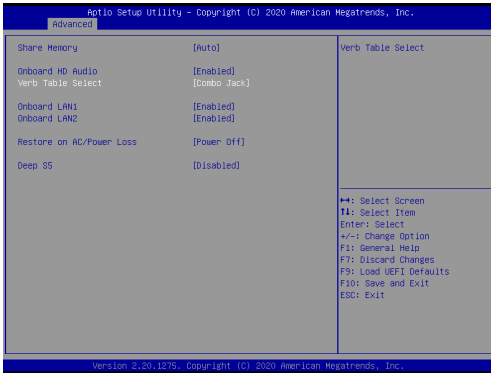 Aptio Setup Utility – Copyright (C) 2020 American Megatrends, Inc.
Advanced
Share Memory [Auto]
Onboard HD Audio [Enabled]
Verb Table Select [Combo Jack]
Onboard LAN1 [Enabled]
Onboard LAN2 [Enabled]
Restore on AC/Power Loss [Power Off]
Deep S5 [Disabled]
Verb Table Select
↔: Select Screen
↑↓: Select Item
Enter: Select
+/-: Change Option
F1: General Help
F7: Discard Changes
F9: Load UEFI Defaults
F10: Save and Exit
ESC: Exit
Version 2.20.1275. Copyright (C) 2020 American Megatrends, Inc.